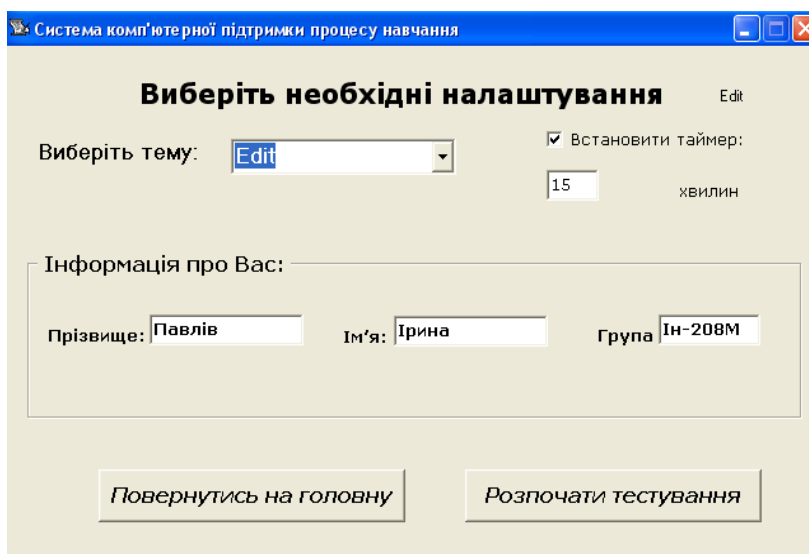 Система комп'ютерної підтримки процесу навчання
Виберіть необхідні налаштування
Edit
Виберіть тему:
Edit
Встановити таймер:
15
хвилин
Інформація про Вас:
Прізвище: Павлів
Ім'я: Ірина
Група Ін-208М
Повернутись на головну
Розпочати тестування